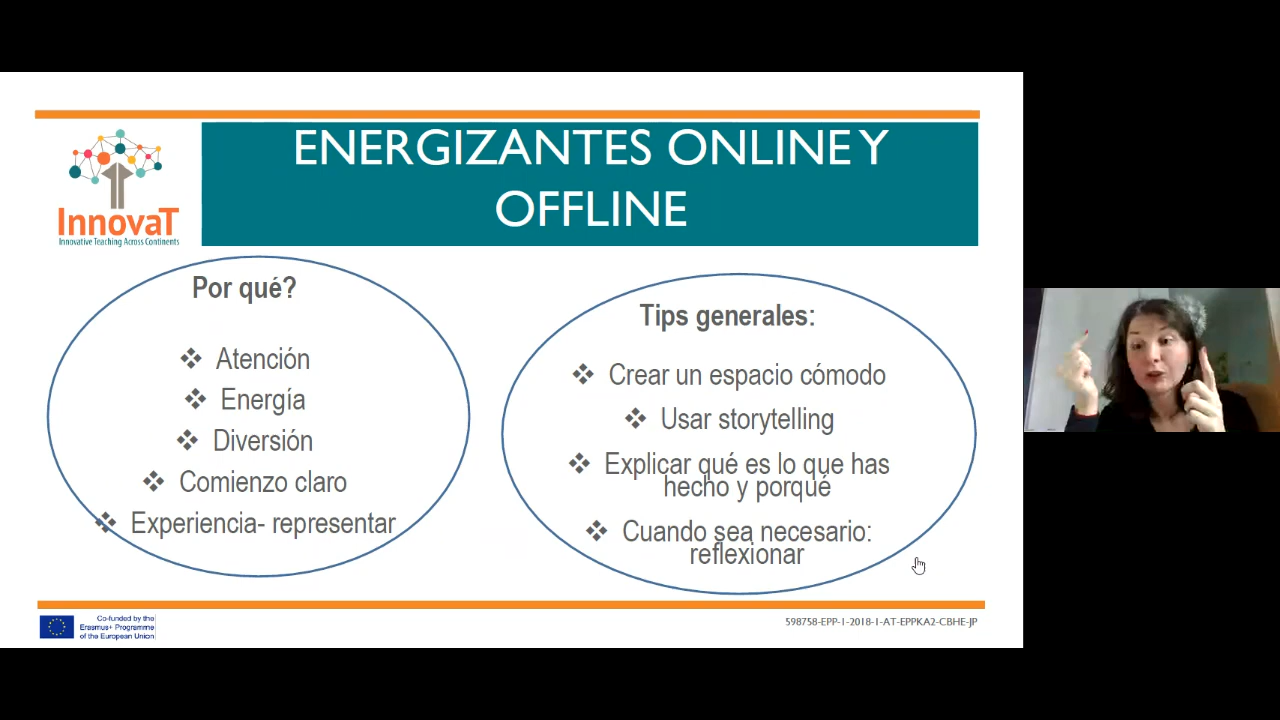 ENERGIZANTES ONLINE Y
OFFLINE
InnovaT
Innovative Teaching Across Continents
Por qué?
Atención
Energía
Diversión
Comienzo claro
Experiencia- representar
Tips generales:
Crear un espacio cómodo
Usar storytelling
Explicar qué es lo que has
hecho y porqué
Cuando sea necesario:
reflexionar
Co-funded by the
Erasmus+ Programme
of the European Union
598758-EPP-1-2018-1-AT-EPPKA2-CBHE-JP